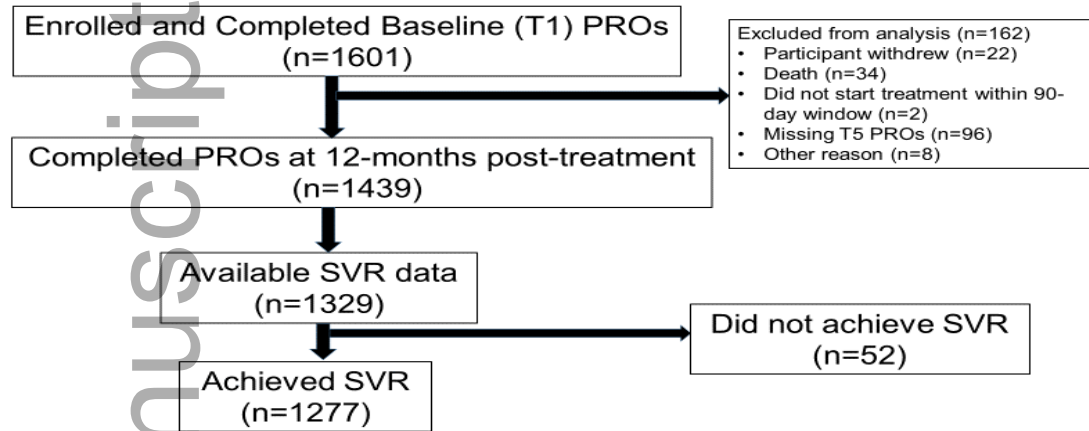 Enrolled and Completed Baseline (T1) PROs
(n=1601)
Excluded from analysis (n=162)
• Participant withdrew (n=22)
• Death (n=34)
• Did not start treatment within 90-
day window (n=2)
• Missing T5 PROs (n=96)
• Other reason (n=8)
Completed PROs at 12-months post-treatment
(n=1439)
Available SVR data
(n=1329)
Did not achieve SVR
(n=52)
Achieved SVR
(n=1277)
nuscript